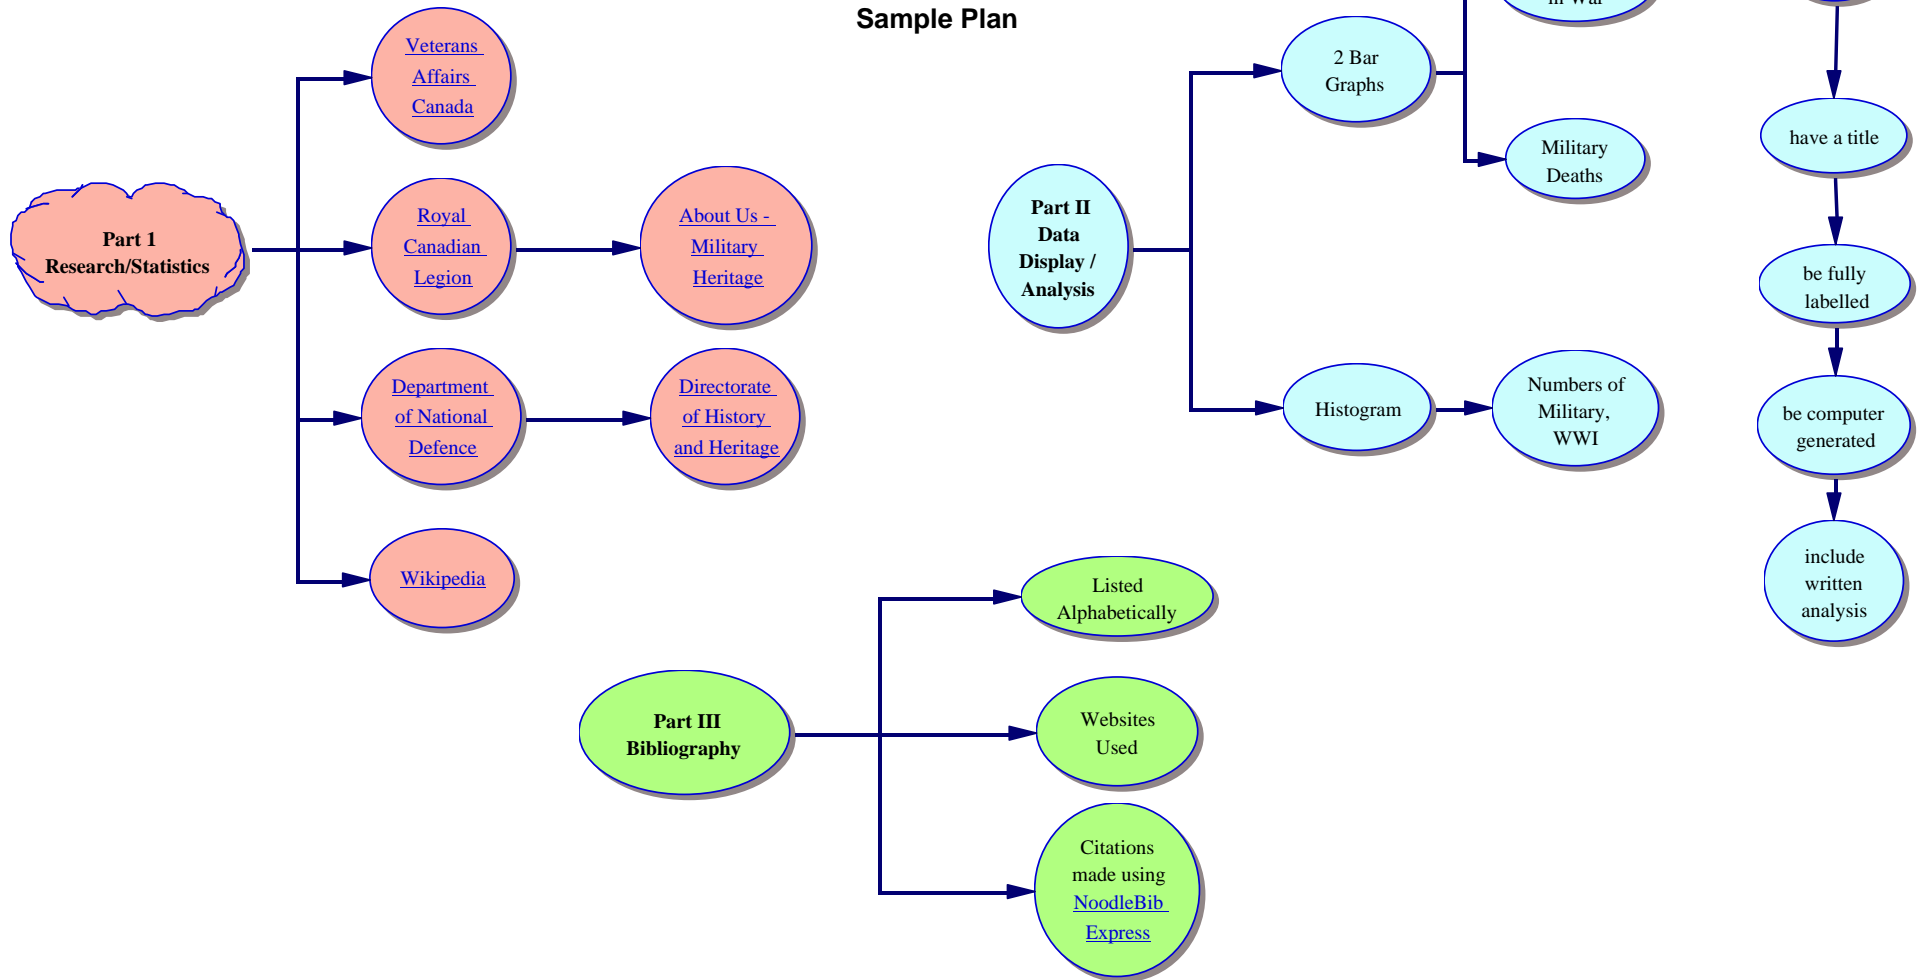 Sample Plan
Veterans
Affairs
Canada
Part 1
Research/Statistics
Royal
Canadian
Legion
About Us -
Military
Heritage
Department
of National
Defence
Directorate
of History
and Heritage
Wikipedia
Part II
Data
Display /
Analysis
2 Bar
Graphs
in War
Military
Deaths
Histogram
Numbers of
Military,
WWI
have a title
be fully
labelled
be computer
generated
include
written
analysis
Part III
Bibliography
Listed
Alphabetically
Websites
Used
Citations
made using
NoodleBib
Express